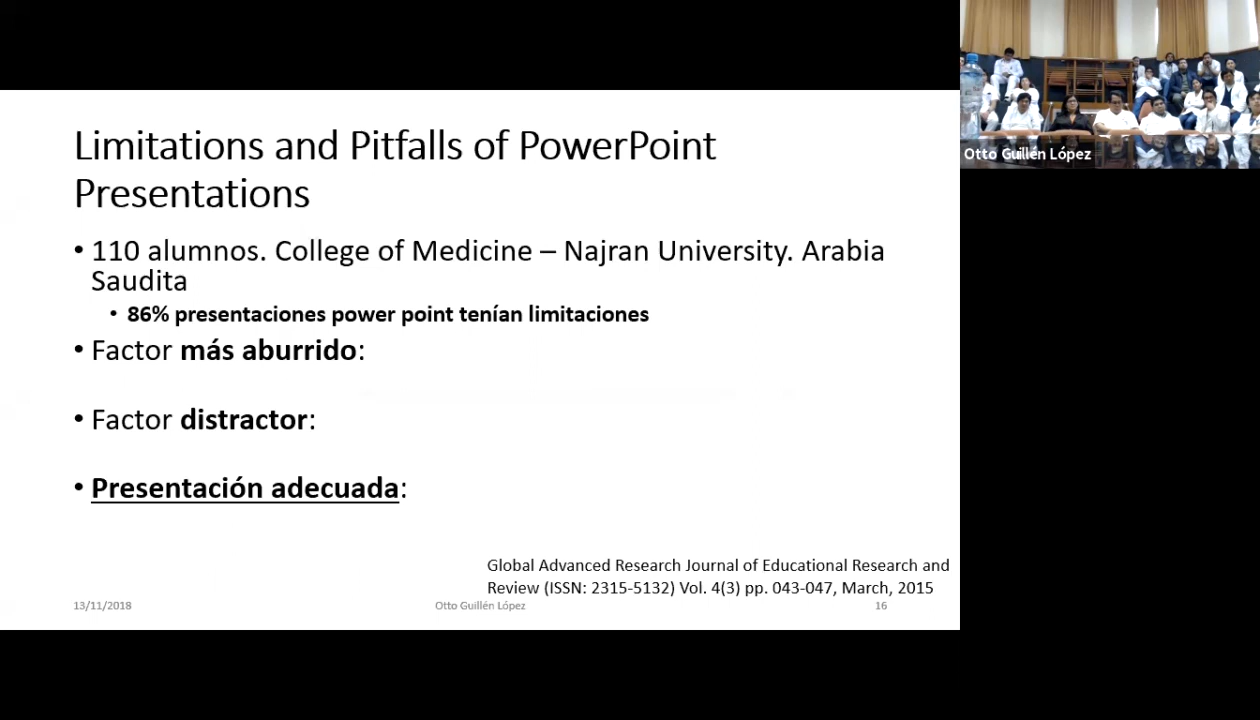 Limitations and Pitfalls of PowerPoint
Presentations
• 110 alumnos. College of Medicine – Najran University. Arabia
Saudita
• 86% presentaciones power point tenían limitaciones
• Factor más aburrido:
• Factor distractor:
• Presentación adecuada:
Global Advanced Research Journal of Educational Research and
Review (ISSN: 2315-5132) Vol. 4(3) pp. 043-047, March, 2015
13/11/2018
Otto Guillén López
16
Otto Guillén López